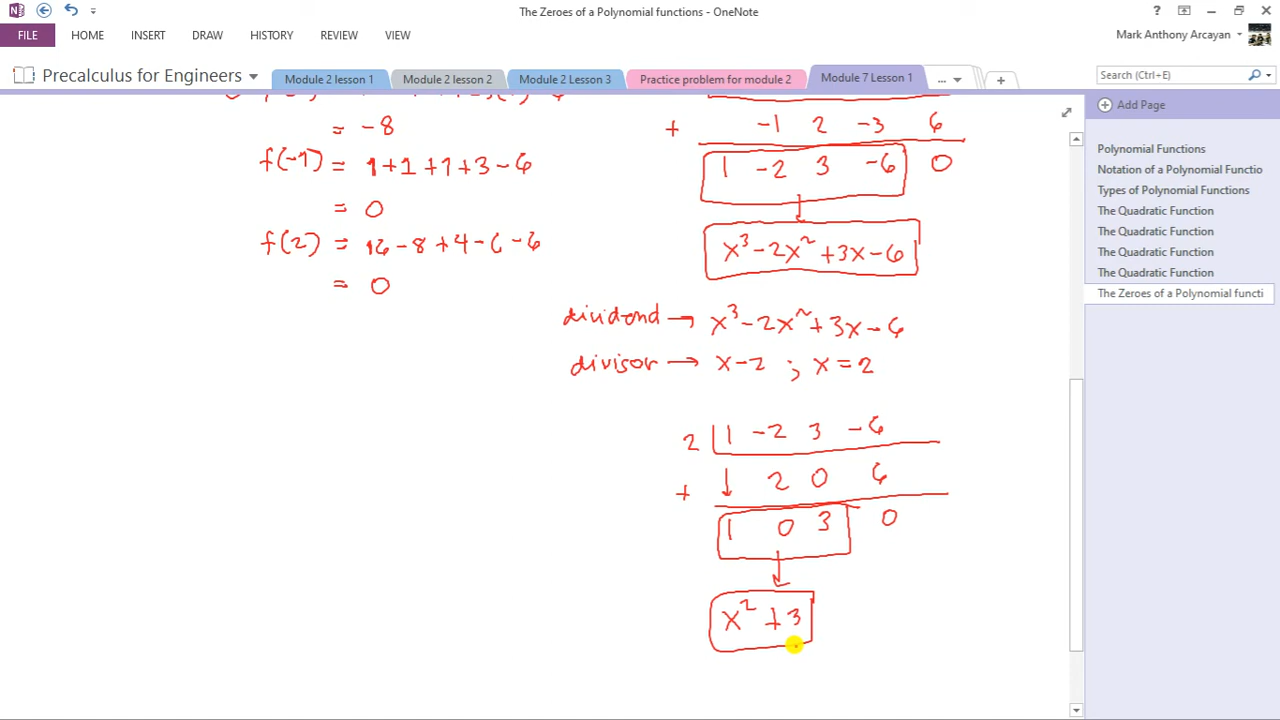 The Zeroes of a Polynomial functions - OneNote
FILE HOME INSERT DRAW HISTORY REVIEW VIEW
Mark Anthony Arcayan
Precalculus for Engineers
Module 2 lesson 1
Module 2 lesson 2
Module 2 Lesson 3
Practice problem for module 2
Module 7 Lesson 1
...
Search (Ctrl+E)
Add Page
Polynomial Functions
Notation of a Polynomial Functio
Types of Polynomial Functions
The Quadratic Function
The Quadratic Function
The Quadratic Function
The Quadratic Function
The Zeroes of a Polynomial functi
= -8
f(-1) = 1+1+1+3-6
= 0
f(2) = 16-8+4-6-6
= 0
+ -1 2 -3 6
1 -2 3 -6 0
x³-2x²+3x-6
dividend → x³-2x²+3x-6
divisor → x-2 ; x=2
2 1 -2 3 -6
+ ↓ 2 0 6
1 0 3 0
x²+3